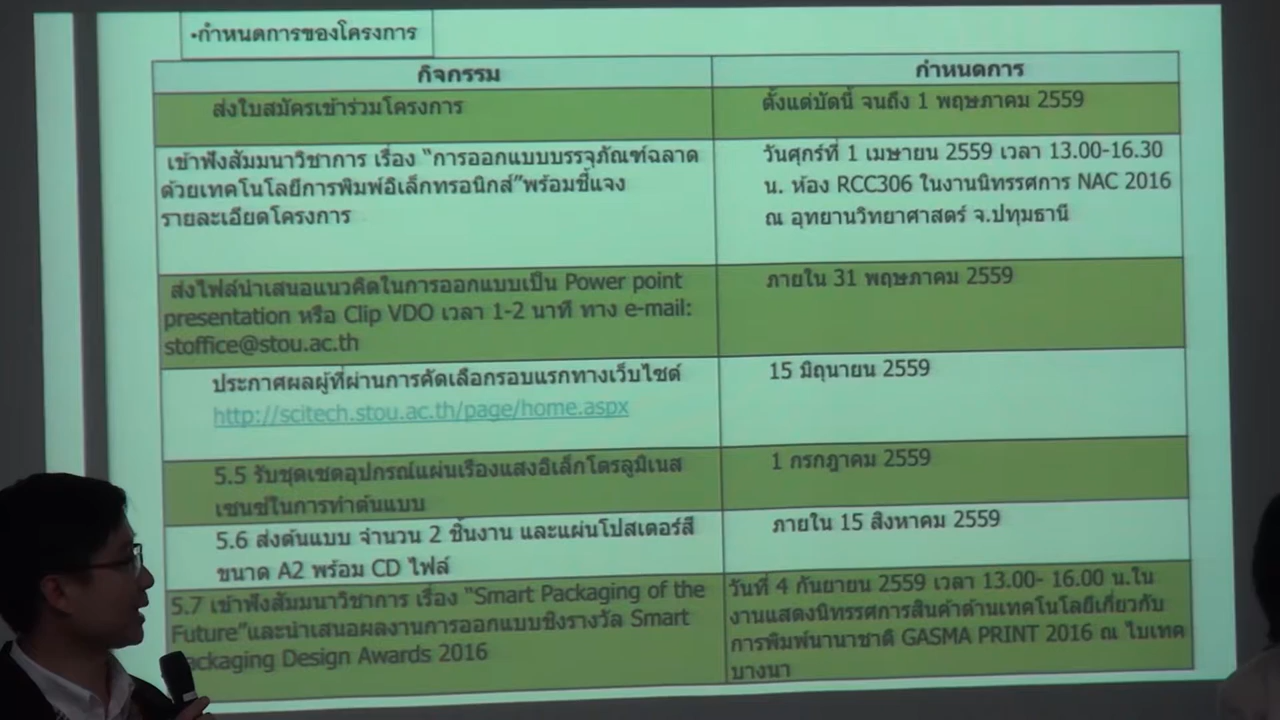 •กำหนดการของโครงการ
กิจกรรม
กำหนดการ
ส่งใบสมัครเข้าร่วมโครงการ
ตั้งแต่บัดนี้ จนถึง 1 พฤษภาคม 2559
เข้าฟังสัมมนาวิชาการ เรื่อง "การออกแบบบรรจุภัณฑ์ฉลาด
ด้วยเทคโนโลยีการพิมพ์อิเล็กทรอนิกส์"พร้อมชี้แจง
รายละเอียดโครงการ
วันศุกร์ที่ 1 เมษายน 2559 เวลา 13.00-16.30
น. ห้อง RCC306 ในงานนิทรรศการ NAC 2016
ณ อุทยานวิทยาศาสตร์ จ.ปทุมธานี
ส่งไฟล์นำเสนอแนวคิดในการออกแบบเป็น Power point
presentation หรือ Clip VDO เวลา 1-2 นาที ทาง e-mail:
stoffice@stou.ac.th
ภายใน 31 พฤษภาคม 2559
ประกาศผลผู้ที่ผ่านการคัดเลือกรอบแรกทางเว็บไซต์
http://scitech.stou.ac.th/page/home.aspx
15 มิถุนายน 2559
5.5 รับชุดเซตอุปกรณ์แผ่นเรืองแสงอิเล็กโตรลูมิเนส
เซนซ์ในการทำต้นแบบ
1 กรกฎาคม 2559
5.6 ส่งต้นแบบ จำนวน 2 ชิ้นงาน และแผ่นโปสเตอร์สี
ขนาด A2 พร้อม CD ไฟล์
ภายใน 15 สิงหาคม 2559
5.7 เข้าฟังสัมมนาวิชาการ เรื่อง "Smart Packaging of the
Future"และนำเสนอผลงานการออกแบบชิงรางวัล Smart
ackaging Design Awards 2016
วันที่ 4 กันยายน 2559 เวลา 13.00- 16.00 น.ใน
งานแสดงนิทรรศการสินค้าด้านเทคโนโลยีเกี่ยวกับ
การพิมพ์นานาชาติ GASMA PRINT 2016 ณ ไบเทค
บางนา